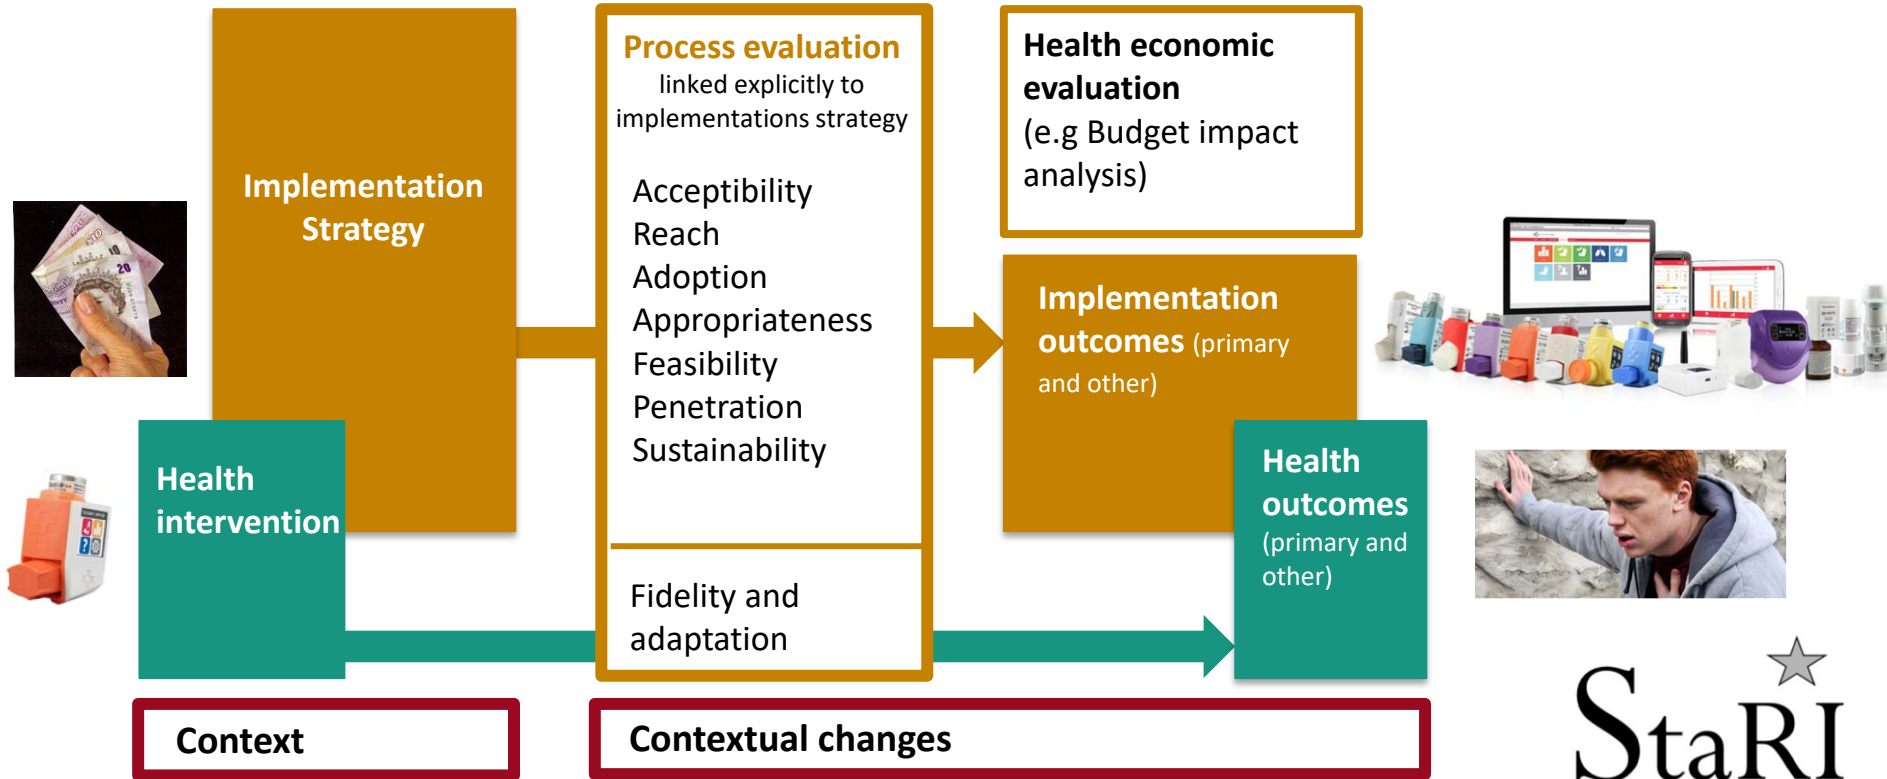 Implementation
Strategy
Health
intervention
Process evaluation
linked explicitly to
implementations strategy
Acceptibility
Reach
Adoption
Appropriateness
Feasibility
Penetration
Sustainability
Fidelity and
adaptation
Health economic
evaluation
(e.g Budget impact
analysis)
Implementation
outcomes (primary
and other)
Health
outcomes
(primary and
other)
Context
Contextual changes
StaRI
20
10